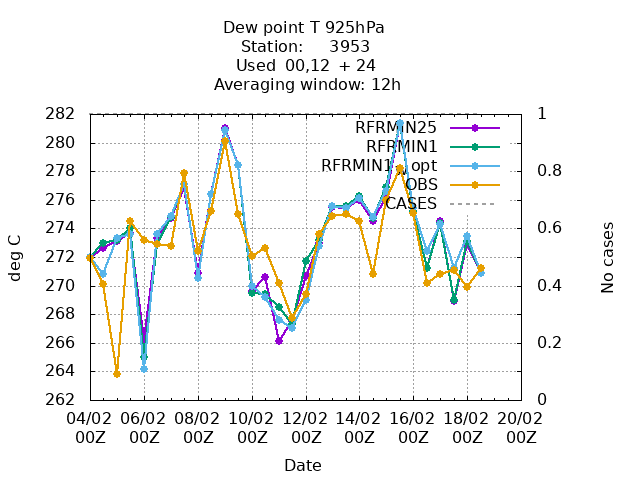 Dew point T 925hPa
Station: 3953
Used 00,12 + 24
Averaging window: 12h
282 1
280
278 0.8
276
274 0.6
272
270 0.4
268
266 0.2
264
262 0
RFRMIN25
RFRMIN1
RFRMIN1 opt
OBS
CASES
deg C
No cases
04/02 06/02 08/02 10/02 12/02 14/02 16/02 18/02 20/02
00Z 00Z 00Z 00Z 00Z 00Z 00Z 00Z 00Z
Date